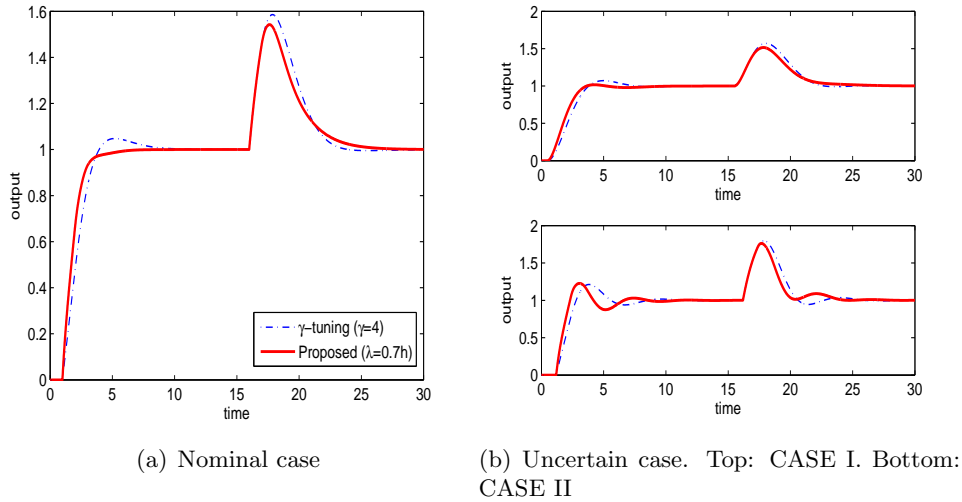 1.6
1.4
1.2
1
0.8
0.6
0.4
0.2
0
output
0 5 10 15 20 25 30
time
γ−tuning (γ=4)
Proposed (λ=0.7h)
(a) Nominal case
2
1.5
1
0.5
0
output
0 5 10 15 20 25 30
time
2
1.5
1
0.5
0
output
0 5 10 15 20 25 30
time
(b) Uncertain case. Top: CASE I. Bottom:
CASE II